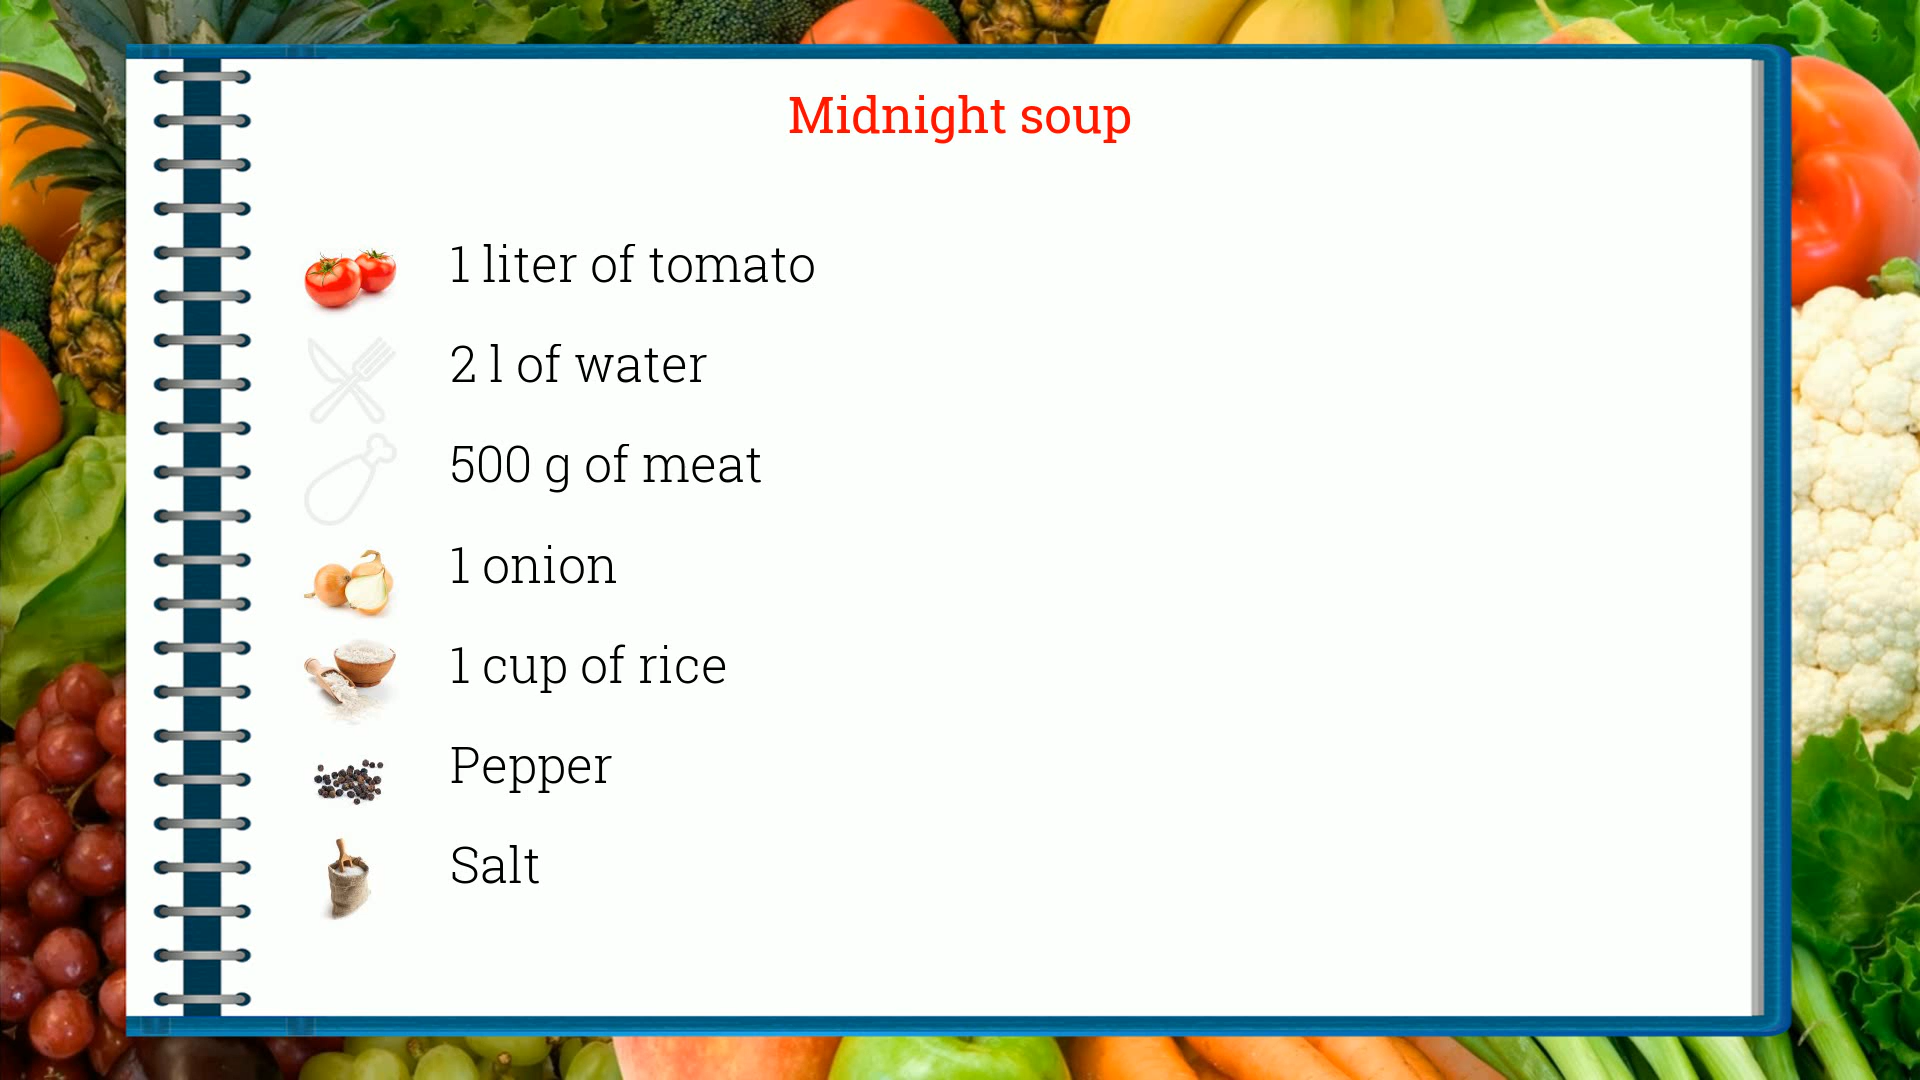 Midnight soup
1 liter of tomato
2 l of water
500 g of meat
1 onion
1 cup of rice
Pepper
Salt